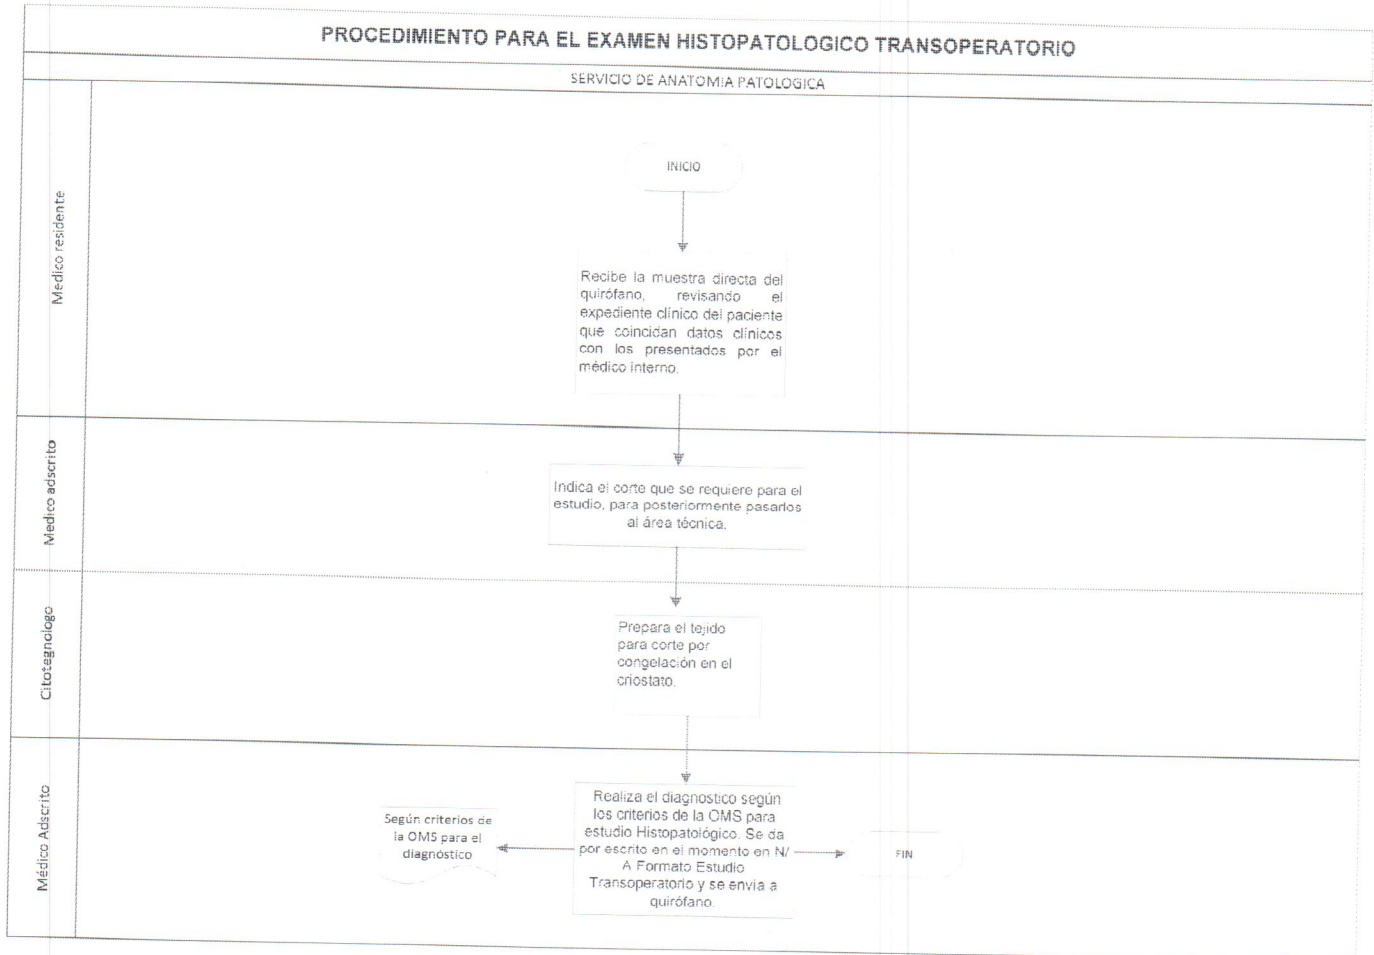 PROCEDIMIENTO PARA EL EXAMEN HISTOPATOLOGICO TRANSOPERATORIO
SERVICIO DE ANATOMIA PATOLOGICA
Medico residente
INICIO
Recibe la muestra directa del
quirófano, revisando el
expediente clínico del paciente
que coincidan datos clínicos
con los presentados por el
médico interno.
Medico adscrito
Indica el corte que se requiere para el
estudio, para posteriormente pasarlos
al área técnica.
Citotegnologo
Prepara el tejido
para corte por
congelación en el
criostato.
Médico Adscrito
Según criterios de
la OMS para el
diagnóstico
Realiza el diagnostico según
los criterios de la OMS para
estudio Histopatológico. Se da
por escrito en el momento en N/
A Formato Estudio
Transoperatorio y se envia a
quirófano.
FIN